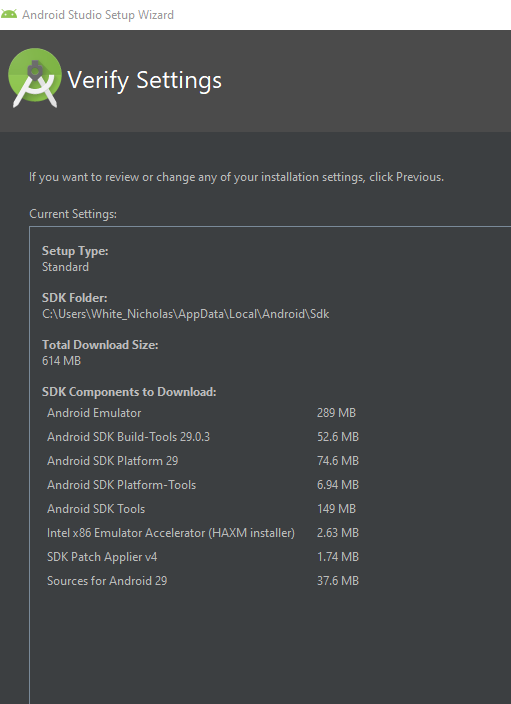 Android Studio Setup Wizard
Verify Settings
If you want to review or change any of your installation settings, click Previous.
Current Settings:
Setup Type:
Standard
SDK Folder:
C:\Users\White_Nicholas\AppData\Local\Android\Sdk
Total Download Size:
614 MB
SDK Components to Download:
Android Emulator 289 MB
Android SDK Build-Tools 29.0.3 52.6 MB
Android SDK Platform 29 74.6 MB
Android SDK Platform-Tools 6.94 MB
Android SDK Tools 149 MB
Intel x86 Emulator Accelerator (HAXM installer) 2.63 MB
SDK Patch Applier v4 1.74 MB
Sources for Android 29 37.6 MB